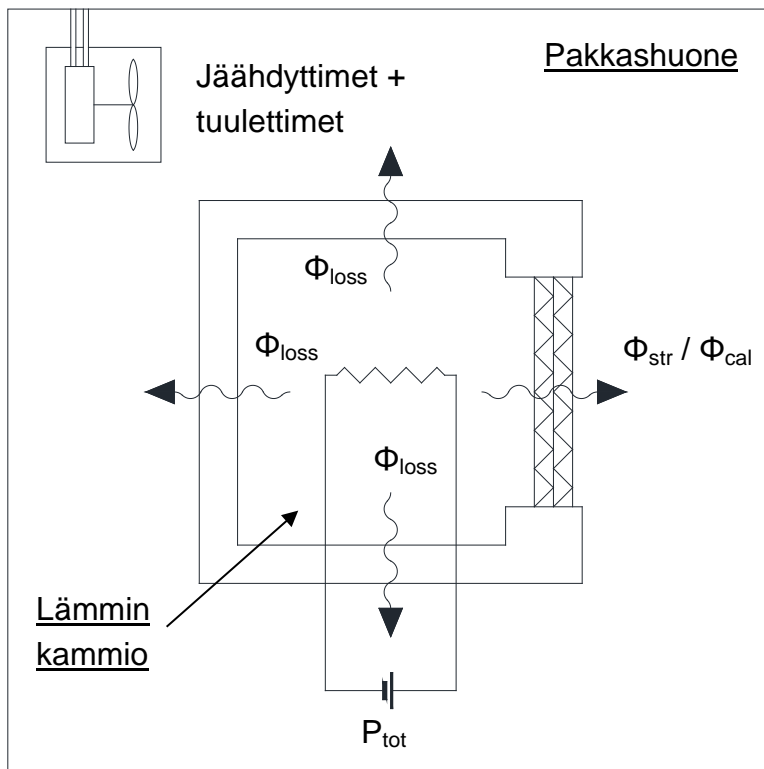 Pakkashuone
Jäähdyttimet +
tuulettimet
Φloss
Φloss
Φstr / Φcal
Φloss
Lämmin
kammio
Ptot